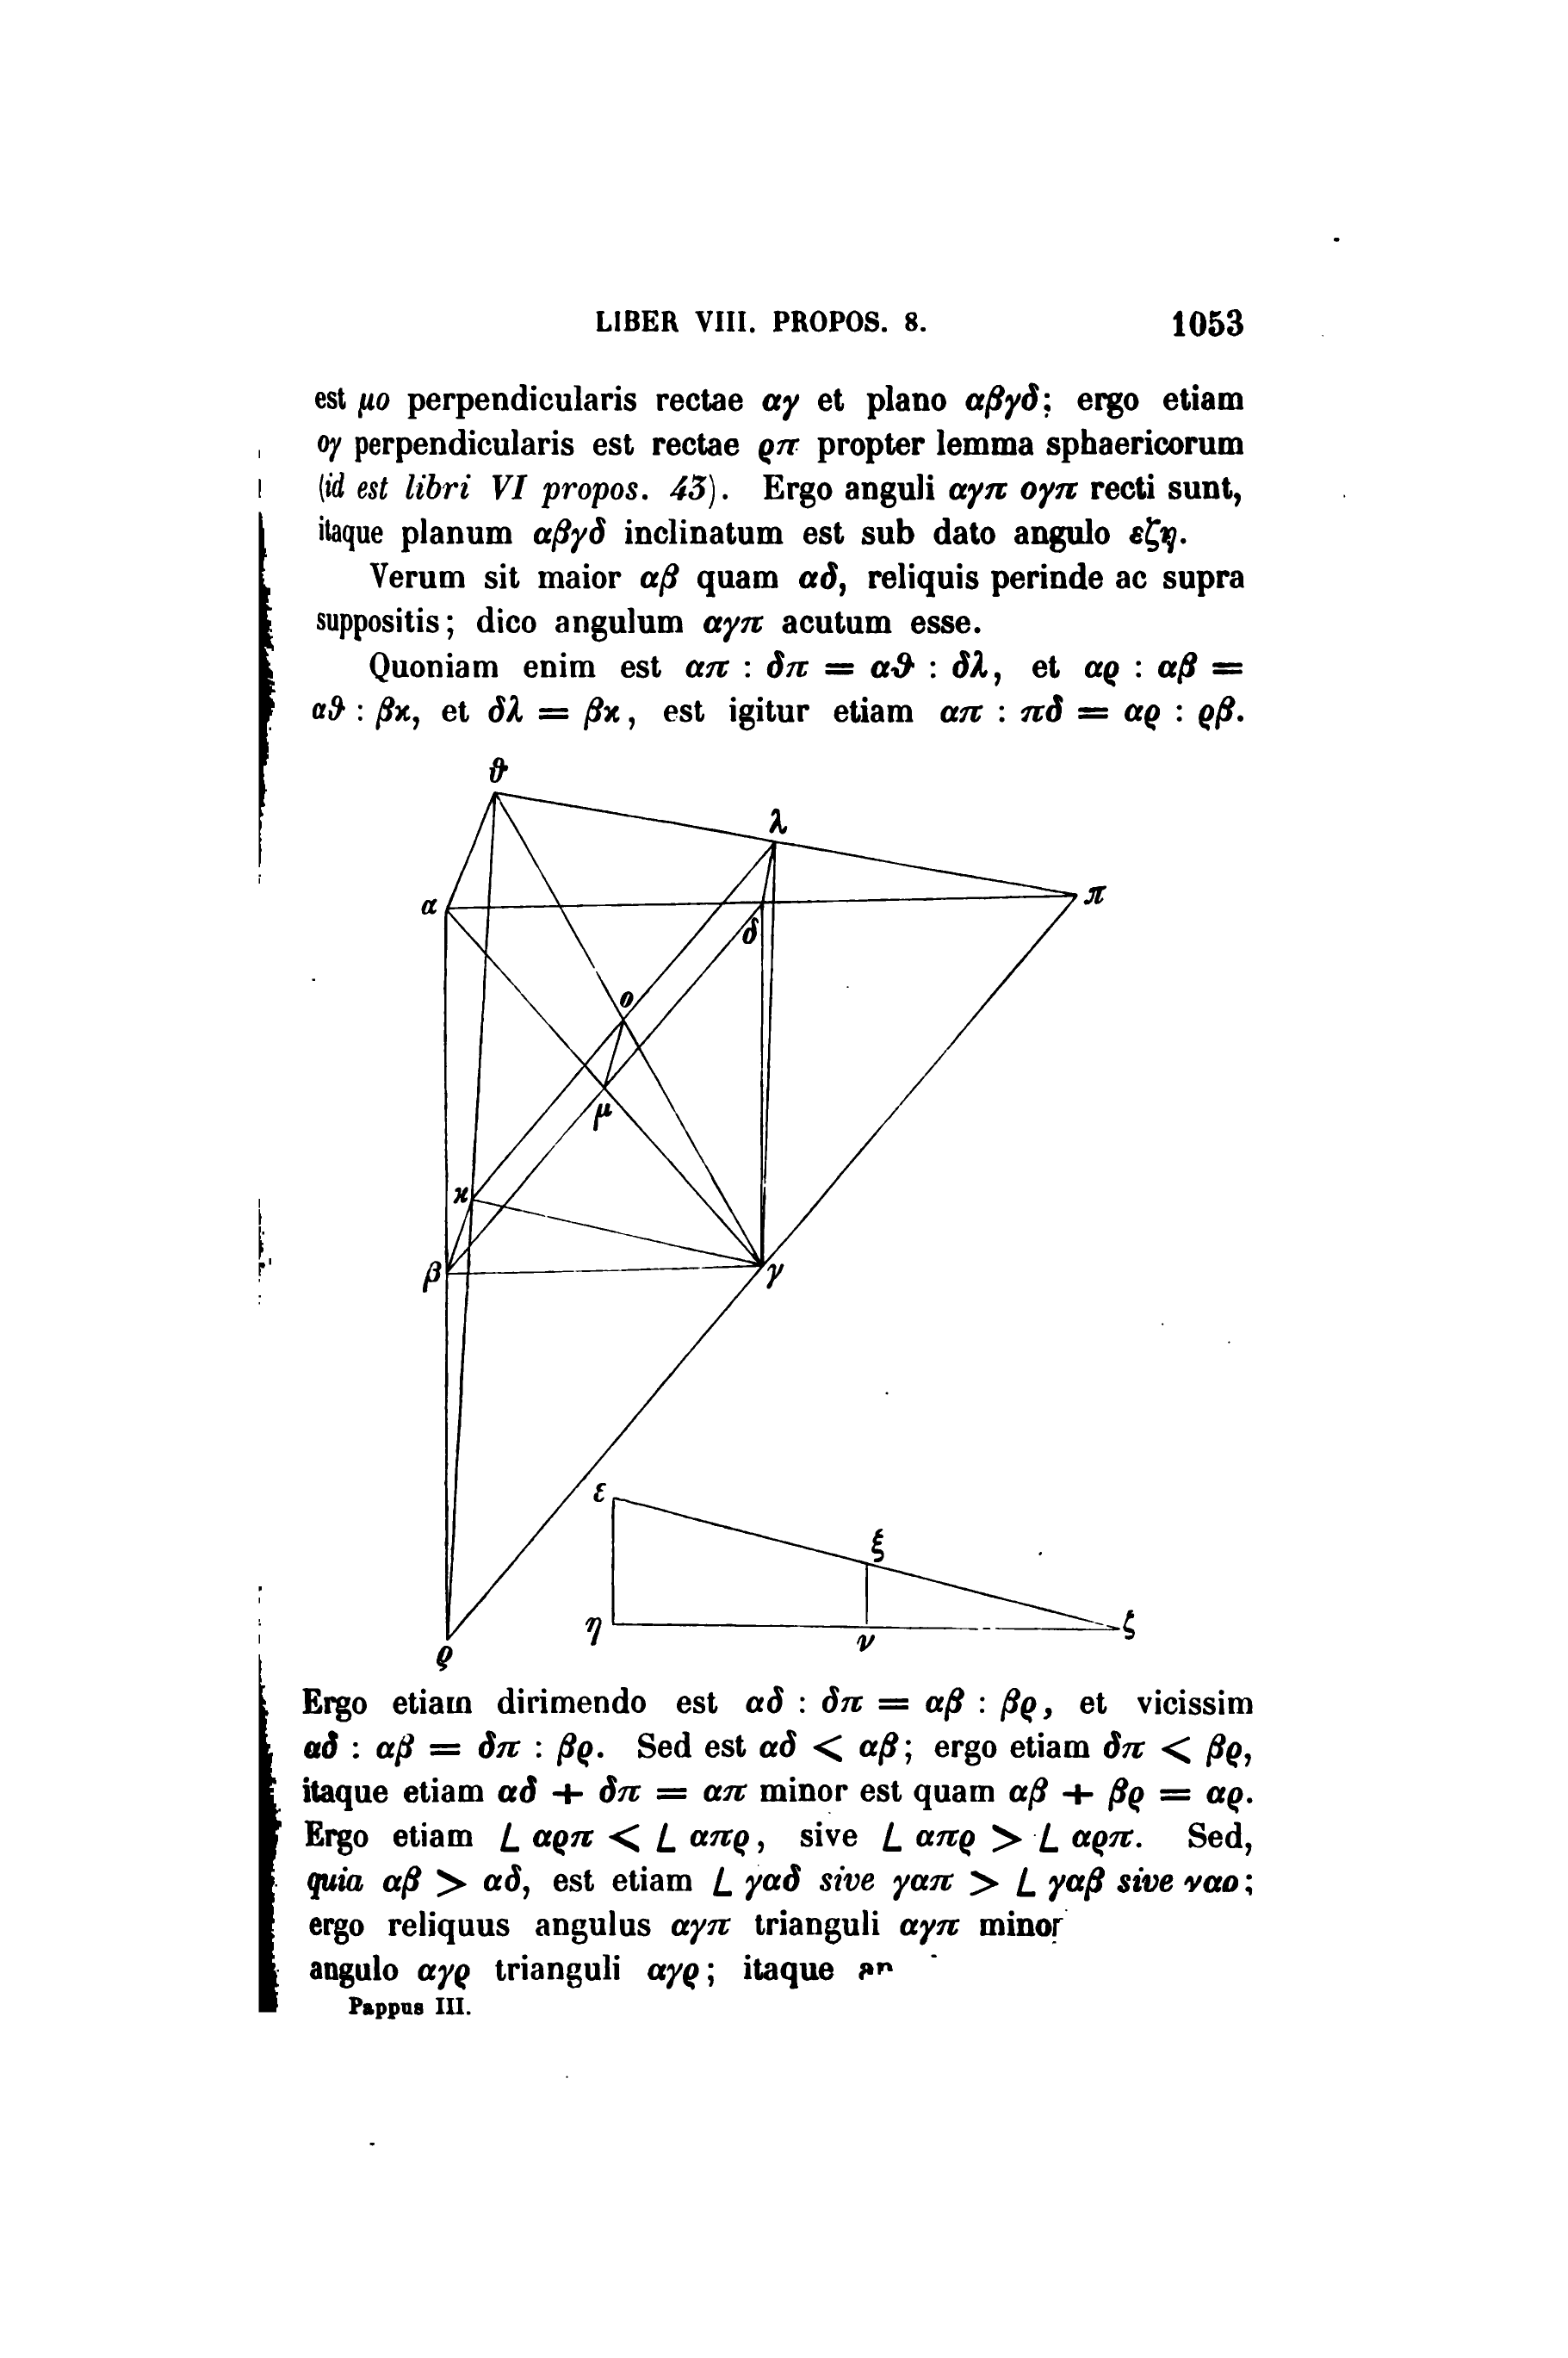 LIBER VIII. PROPOS. 8. 1053
est μο perpendicularis rectae αγ et plano αβγδ; ergo etiam
ογ perpendicularis est rectae ϱπ propter lemma sphaericorum
(id est libri VI propos. 43). Ergo anguli αγπ ογπ recti sunt,
itaque planum αβγδ inclinatum est sub dato angulo εζη.
Verum sit maior αβ quam αδ, reliquis perinde ac supra
suppositis; dico angulum αγπ acutum esse.
Quoniam enim est απ : δπ = αϑ : δλ, et αϱ : αβ =
αϑ : βκ, et δλ = βκ, est igitur etiam απ : πδ = αϱ : ϱβ.
ϑ
λ
α
π
δ
ο
μ
κ
β
γ
ε
ξ
η
ν
ζ
ϱ
Ergo etiam dirimendo est αδ : δπ = αβ : βϱ, et vicissim
αδ : αβ = δπ : βϱ. Sed est αδ < αβ; ergo etiam δπ < βϱ,
itaque etiam αδ + δπ = απ minor est quam αβ + βϱ = αϱ.
Ergo etiam L αϱπ < L απϱ, sive L απϱ > L αϱπ. Sed,
quia αβ > αδ, est etiam L γαδ sive γαπ > L γαβ sive γαϱ;
ergo reliquus angulus αγπ trianguli αγπ minor
angulo αγϱ trianguli αγϱ; itaque
Pappus III.